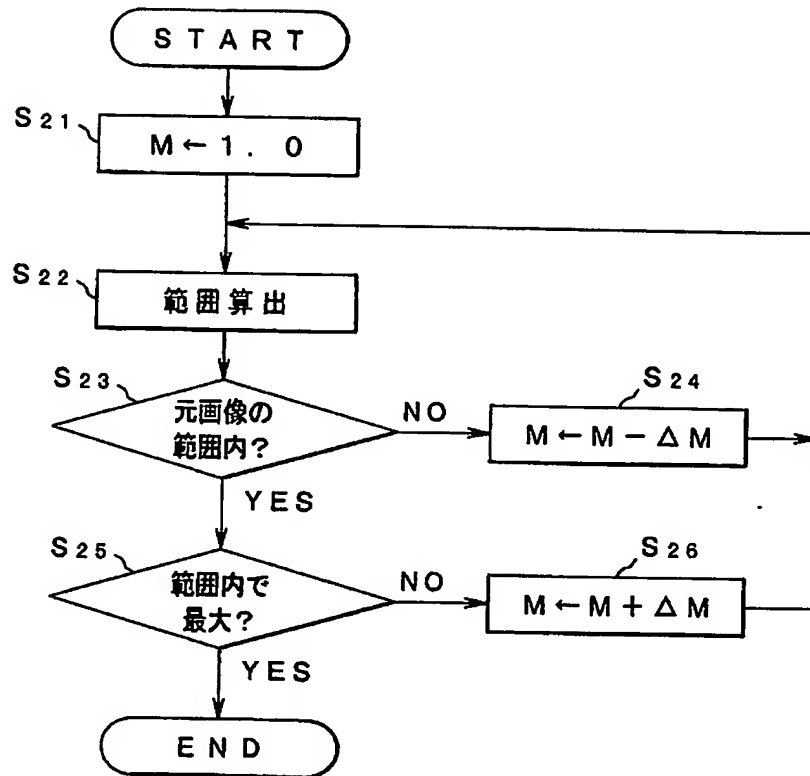 START
S21
M←1.0
S22
範囲算出
S23
元画像の
範囲内?
NO
S24
M←M-ΔM
YES
S25
範囲内で
最大?
NO
S26
M←M+ΔM
YES
END